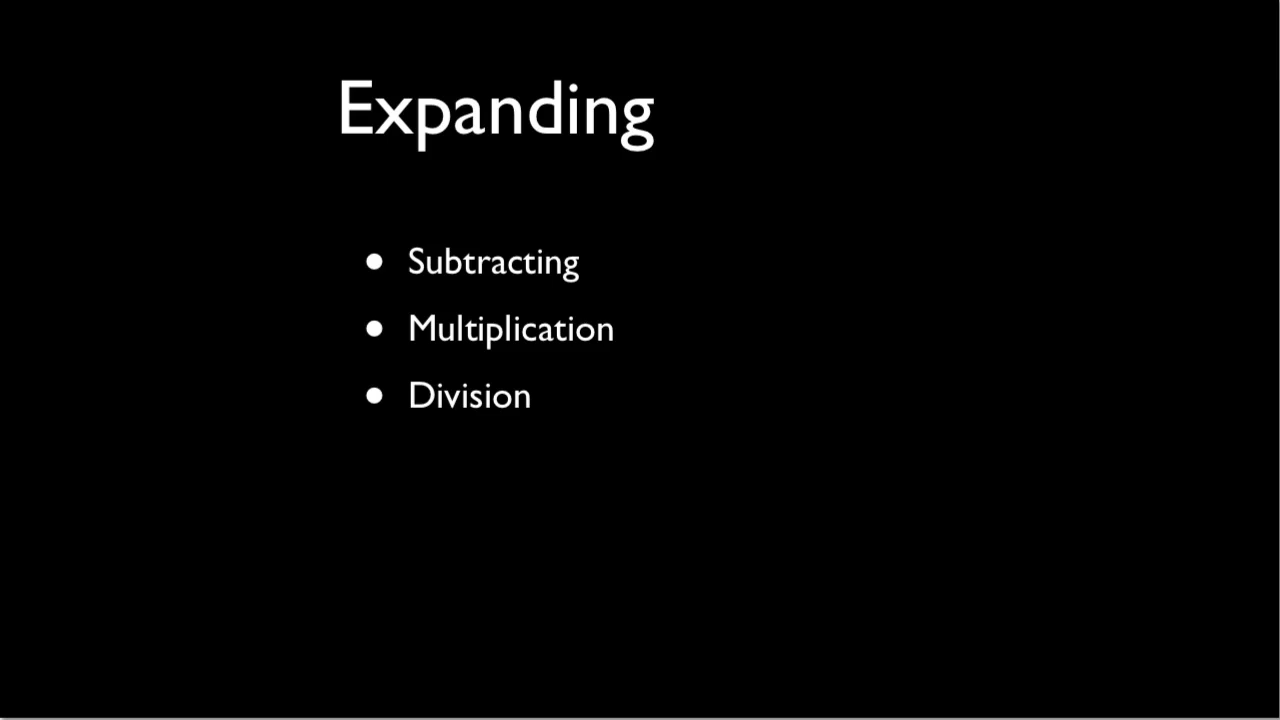 Expanding
• Subtracting
• Multiplication
• Division